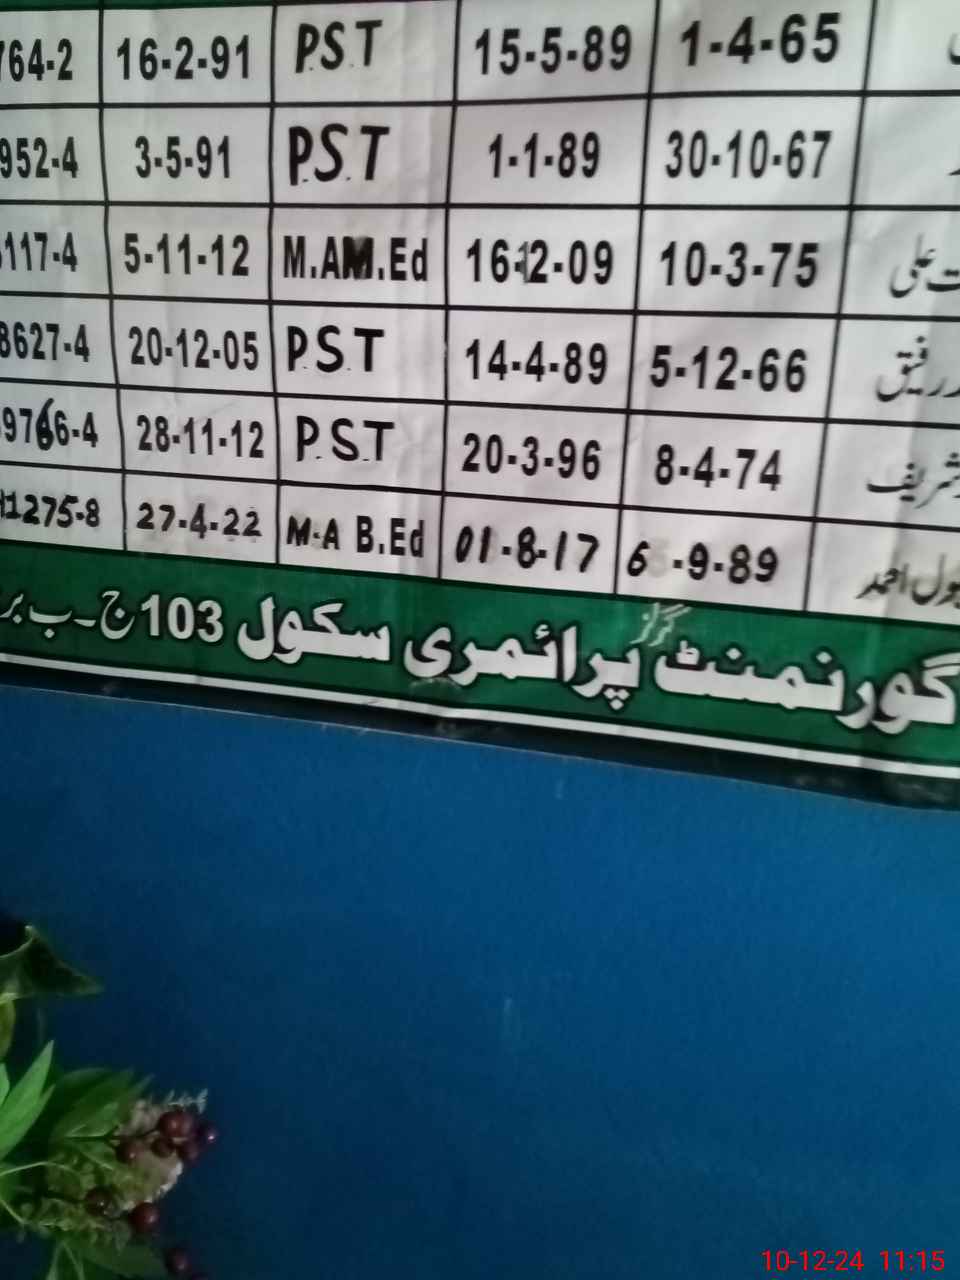 764-2 16-2-91 P.S.T 15-5-89 1-4-65
952-4 3-5-91 P.S.T 1-1-89 30-10-67
117-4 5-11-12 M.AM.Ed 16-12-09 10-3-75 علی
8627-4 20-12-05 P.S.T 14-4-89 5-12-66 رفیق
9766-4 28-11-12 P.S.T 20-3-96 8-4-74 شریف
1275-8 27-4-22 M-A B.Ed 01-8-17 6-9-89 احمد
گورنمنٹ گرلز پرائمری سکول 103 ج-ب بر
10-12-24 11:15